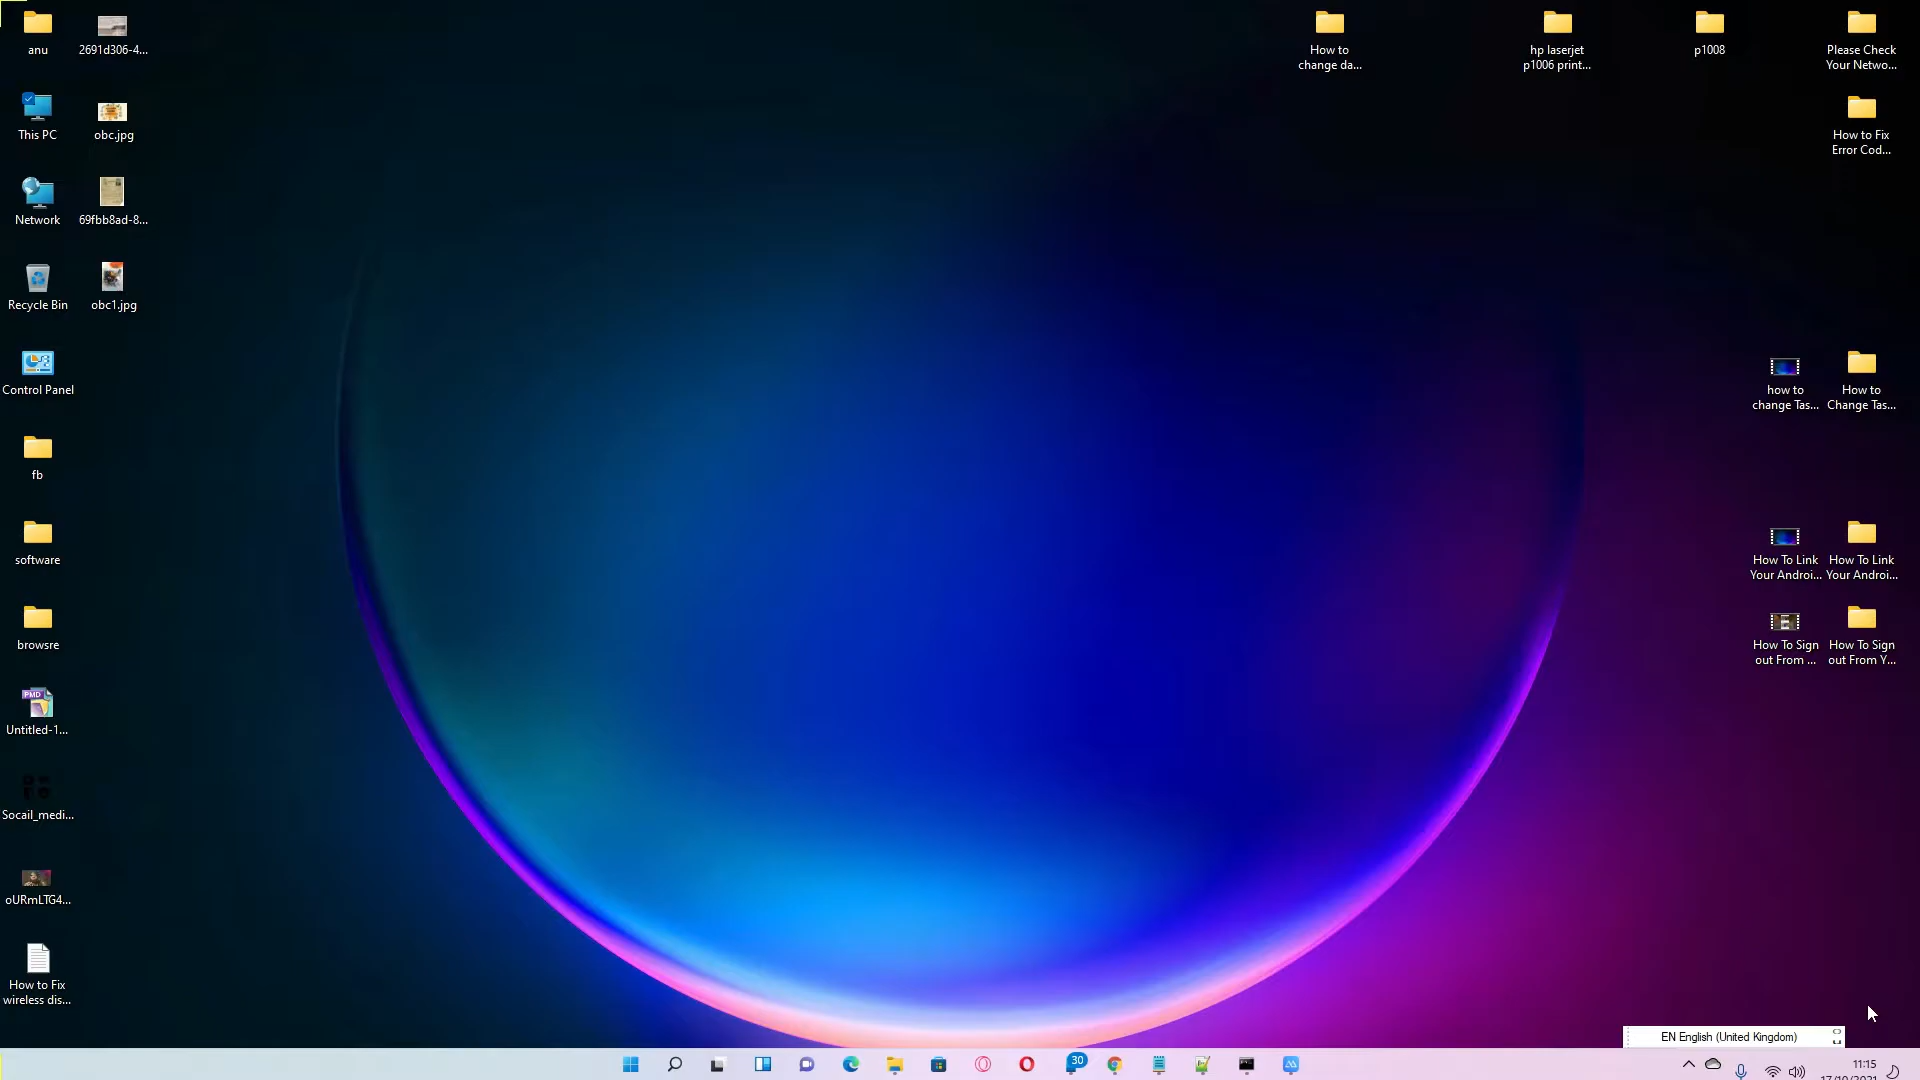 anu
2691d306-4...
This PC
obc.jpg
Network
69fbb8ad-8...
Recycle Bin
obc1.jpg
Control Panel
fb
software
browsre
PMD
Untitled-1...
Socail_medi...
oURmLTG4...
How to Fix
wireless dis...
How to
change da...
hp laserjet
p1006 print...
p1008
Please Check
Your Netwo...
How to Fix
Error Cod...
how to
change Tas...
How to
Change Tas...
How To Link
Your Androi...
How To Link
Your Androi...
How To Sign
out From ...
How To Sign
out From Y...
EN English (United Kingdom)
30
11:15
17/10/2021